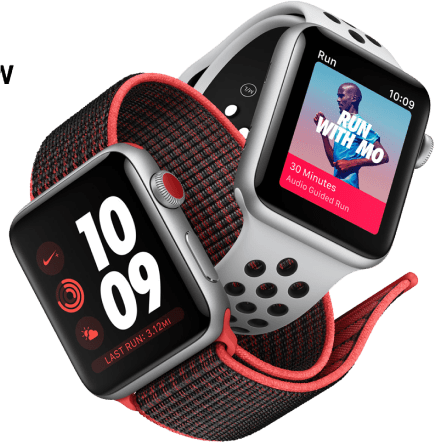 w
Run
10:09
RUN
WITH MO
30 Minutes
Audio Guided Run
M/L
10
09
LAST RUN: 3.12MI